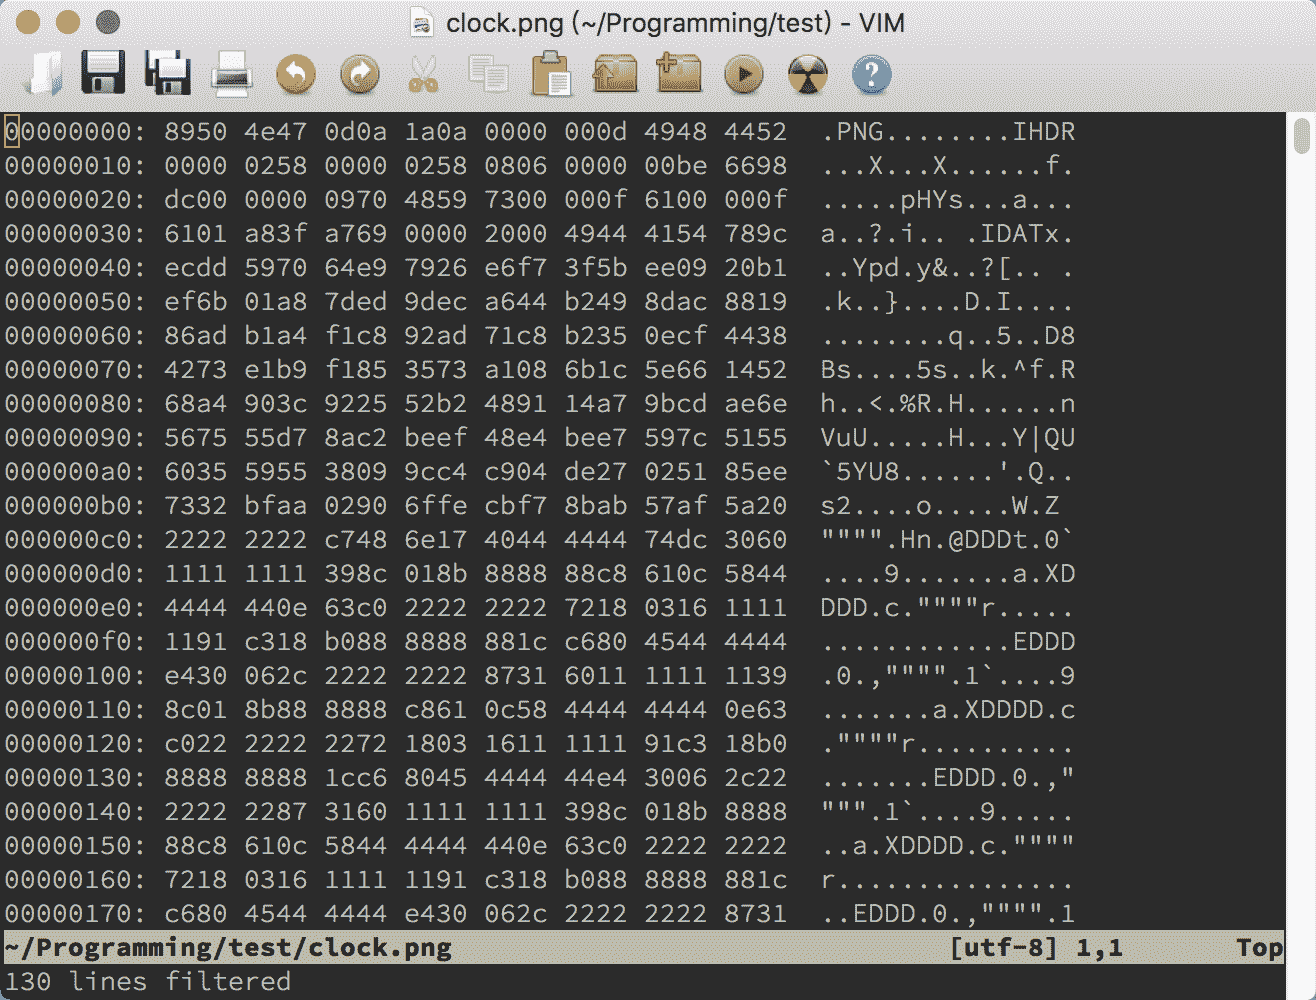 clock.png (~/Programming/test) - VIM
00000000: 8950 4e47 0d0a 1a0a 0000 000d 4948 4452  .PNG........IHDR
00000010: 0000 0258 0000 0258 0806 0000 00be 6698  ...X...X......f.
00000020: dc00 0000 0970 4859 7300 000f 6100 000f  .....pHYs...a...
00000030: 6101 a83f a769 0000 2000 4944 4154 789c  a..?.i.. .IDATx.
00000040: ecdd 5970 64e9 7926 e6f7 3f5b ee09 20b1  ..Ypd.y&..?[.. .
00000050: ef6b 01a8 7ded 9dec a644 b249 8dac 8819  .k..}....D.I....
00000060: 86ad b1a4 f1c8 92ad 71c8 b235 0ecf 4438  ........q..5..D8
00000070: 4273 e1b9 f185 3573 a108 6b1c 5e66 1452  Bs....5s..k.^f.R
00000080: 68a4 903c 9225 52b2 4891 14a7 9bcd ae6e  h..<.%R.H......n
00000090: 5675 55d7 8ac2 beef 48e4 bee7 597c 5155  VuU.....H...Y|QU
000000a0: 6035 5955 3809 9cc4 c904 de27 0251 85ee  `5YU8......'.Q..
000000b0: 7332 bfaa 0290 6ffe cbf7 8bab 57af 5a20  s2....o.....W.Z
000000c0: 2222 2222 c748 6e17 4044 4444 74dc 3060  """".Hn.@DDDt.0`
000000d0: 1111 1111 398c 018b 8888 88c8 610c 5844  ....9.......a.XD
000000e0: 4444 440e 63c0 2222 2222 7218 0316 1111  DDD.c.""""r.....
000000f0: 1191 c318 b088 8888 881c c680 4544 4444  ............EDDD
00000100: e430 062c 2222 2222 8731 6011 1111 1139  .0.,"""".1`....9
00000110: 8c01 8b88 8888 c861 0c58 4444 4444 0e63  .......a.XDDDD.c
00000120: c022 2222 2272 1803 1611 1111 91c3 18b0  .""""r..........
00000130: 8888 8888 1cc6 8045 4444 44e4 3006 2c22  .......EDDD.0.,"
00000140: 2222 2287 3160 1111 1111 398c 018b 8888  """.1`....9.....
00000150: 88c8 610c 5844 4444 440e 63c0 2222 2222  ..a.XDDDD.c.""""
00000160: 7218 0316 1111 1191 c318 b088 8888 881c  r...............
00000170: c680 4544 4444 e430 062c 2222 2222 8731  ..EDDD.0.,"""".1
~/Programming/test/clock.png [utf-8] 1,1 Top
130 lines filtered